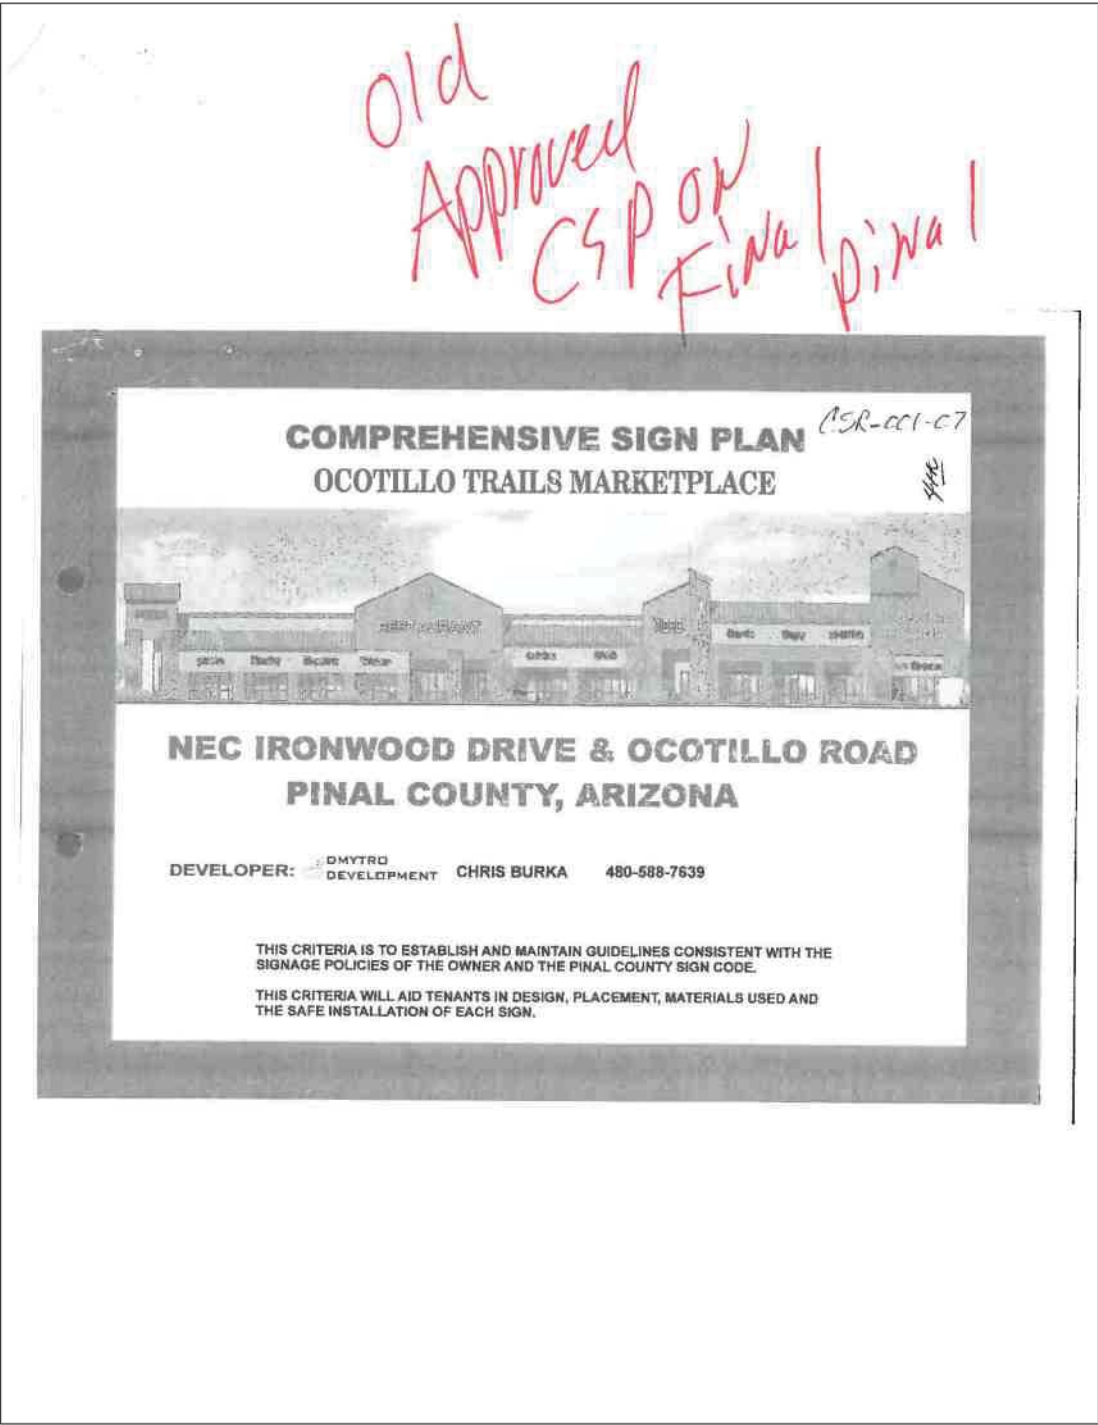 Old
Approved
CSP on
Final Pinal
COMPREHENSIVE SIGN PLAN
OCOTILLO TRAILS MARKETPLACE
RESTAURANT
NEC IRONWOOD DRIVE & OCOTILLO ROAD
PINAL COUNTY, ARIZONA
DEVELOPER: DMYTRO DEVELOPMENT CHRIS BURKA 480-588-7639
THIS CRITERIA IS TO ESTABLISH AND MAINTAIN GUIDELINES CONSISTENT WITH THE
SIGNAGE POLICIES OF THE OWNER AND THE PINAL COUNTY SIGN CODE.
THIS CRITERIA WILL AID TENANTS IN DESIGN, PLACEMENT, MATERIALS USED AND
THE SAFE INSTALLATION OF EACH SIGN.